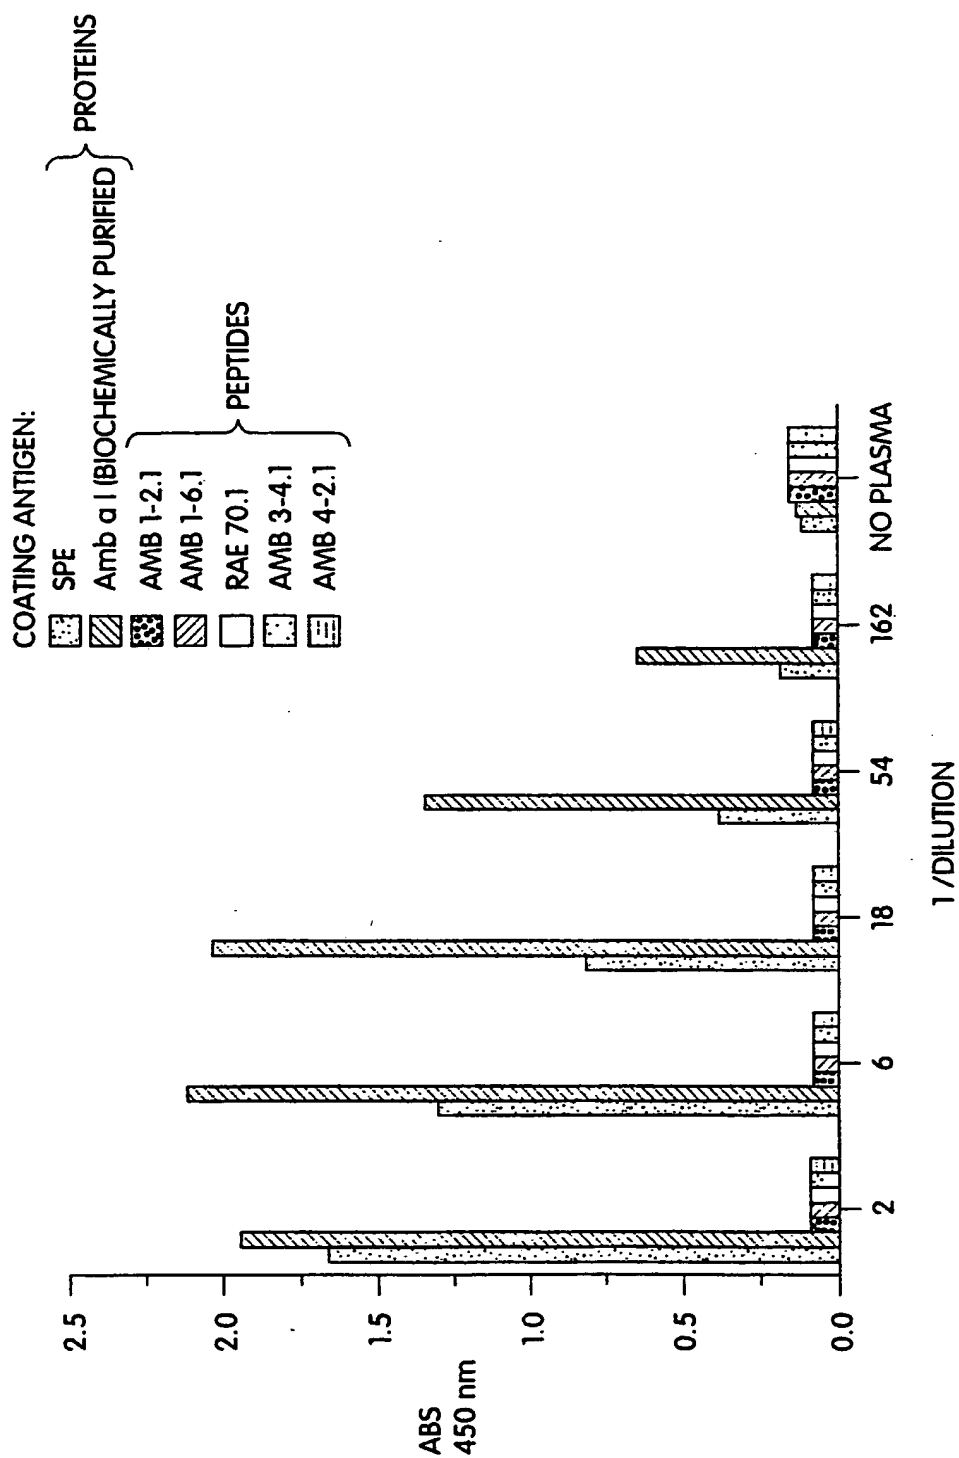 COATING ANTIGEN:
SPE
Amb a I (BIOCHEMICALLY PURIFIED)
PROTEINS
AMB 1-2.1
AMB 1-6.1
RAE 70.1
AMB 3-4.1
AMB 4-2.1
PEPTIDES
ABS
450 nm
2.5
2.0
1.5
1.0
0.5
0.0
2
6
18
54
162
NO PLASMA
1/DILUTION